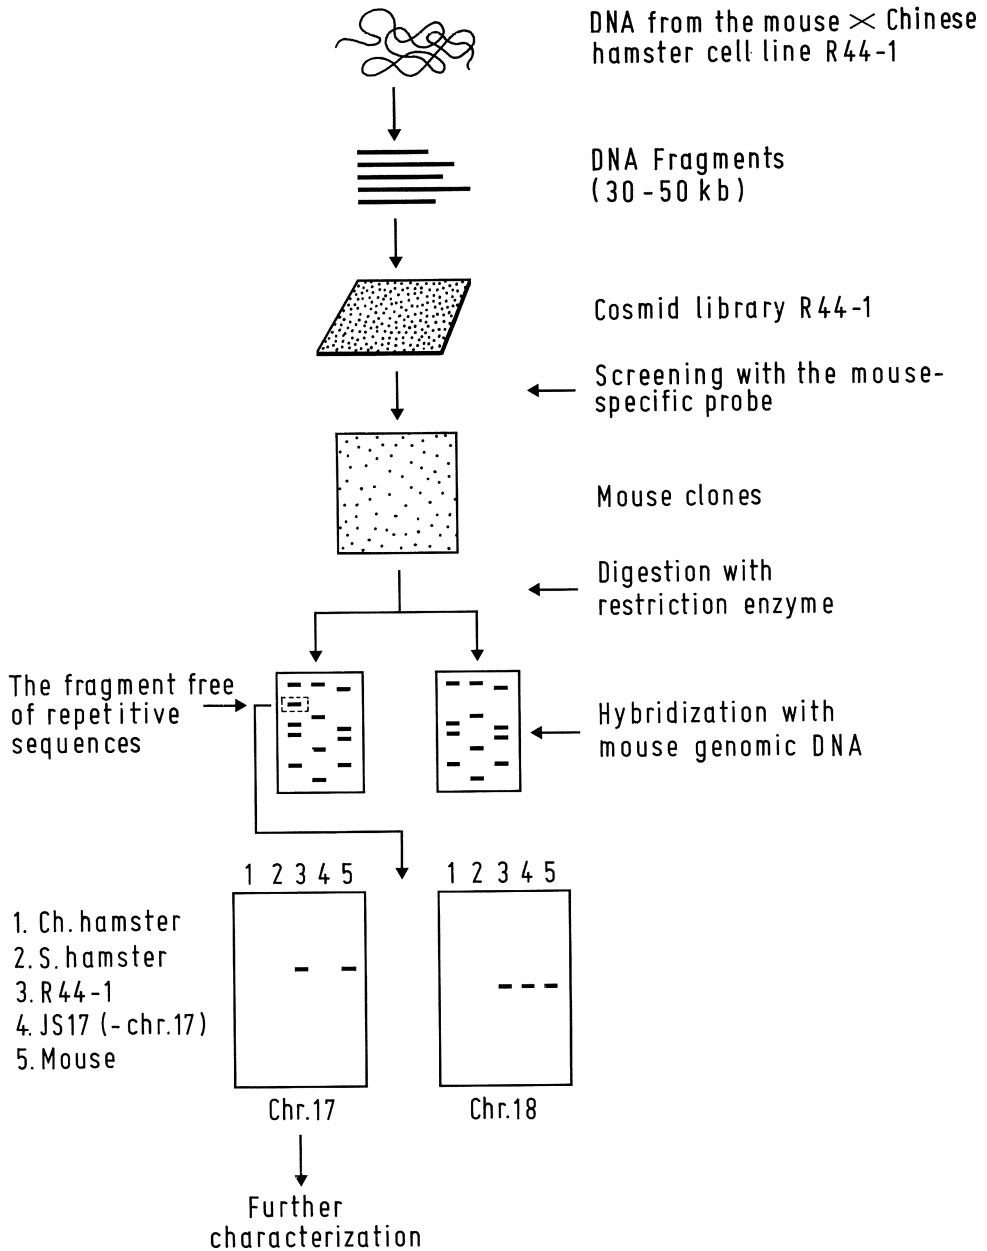 DNA from the mouse × Chinese
hamster cell line R44-1
DNA Fragments
(30-50 kb)
Cosmid library R44-1
Screening with the mouse-
specific probe
Mouse clones
Digestion with
restriction enzyme
The fragment free
of repetitive
sequences
Hybridization with
mouse genomic DNA
1 2 3 4 5
1 2 3 4 5
1. Ch. hamster
2. S. hamster
3. R44-1
4. JS17 (-chr.17)
5. Mouse
Chr.17
Chr.18
Further
characterization